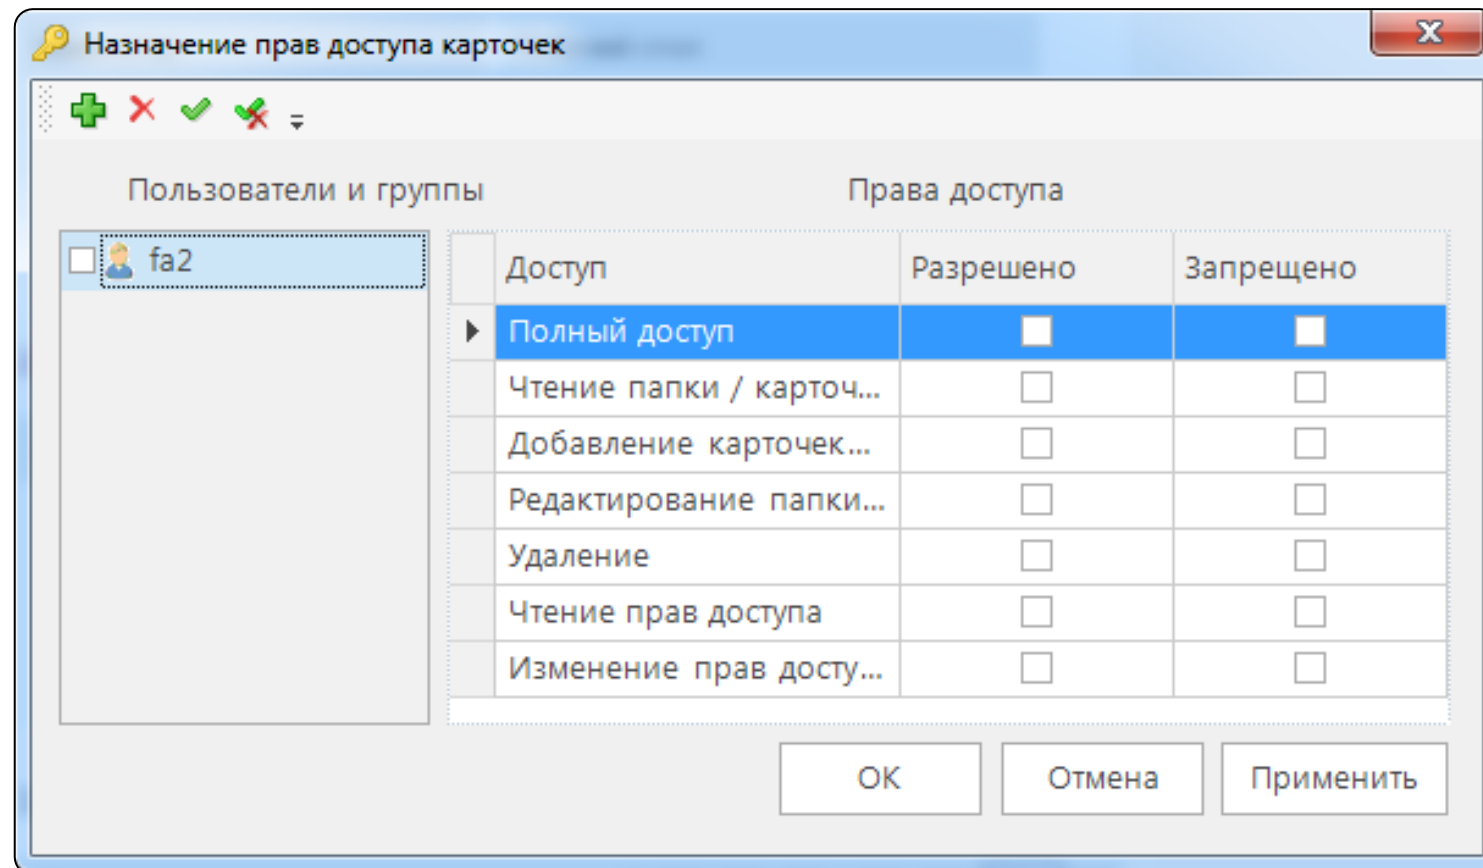 Назначение прав доступа карточек
Пользователи и группы
Права доступа
fa2
Доступ Разрешено Запрещено
Полный доступ
Чтение папки / карточ...
Добавление карточек...
Редактирование папки...
Удаление
Чтение прав доступа
Изменение прав досту...
ОК Отмена Применить